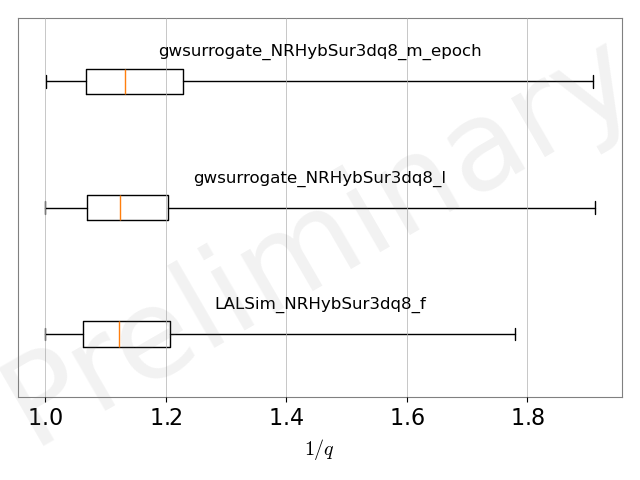 gwsurrogate_NRHybSur3dq8_m_epoch
gwsurrogate_NRHybSur3dq8_l
LALSim_NRHybSur3dq8_f
Preliminary
1.0 1.2 1.4 1.6 1.8
1/q